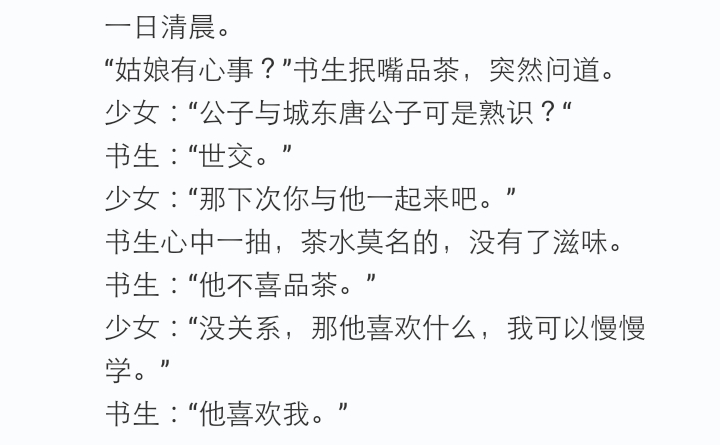 一日清晨。
“姑娘有心事？”书生抿嘴品茶，突然问道。
少女：“公子与城东唐公子可是熟识？“
书生：“世交。”
少女：“那下次你与他一起来吧。”
书生心中一抽，茶水莫名的，没有了滋味。
书生：“他不喜品茶。”
少女：“没关系，那他喜欢什么，我可以慢慢
学。”
书生：“他喜欢我。”